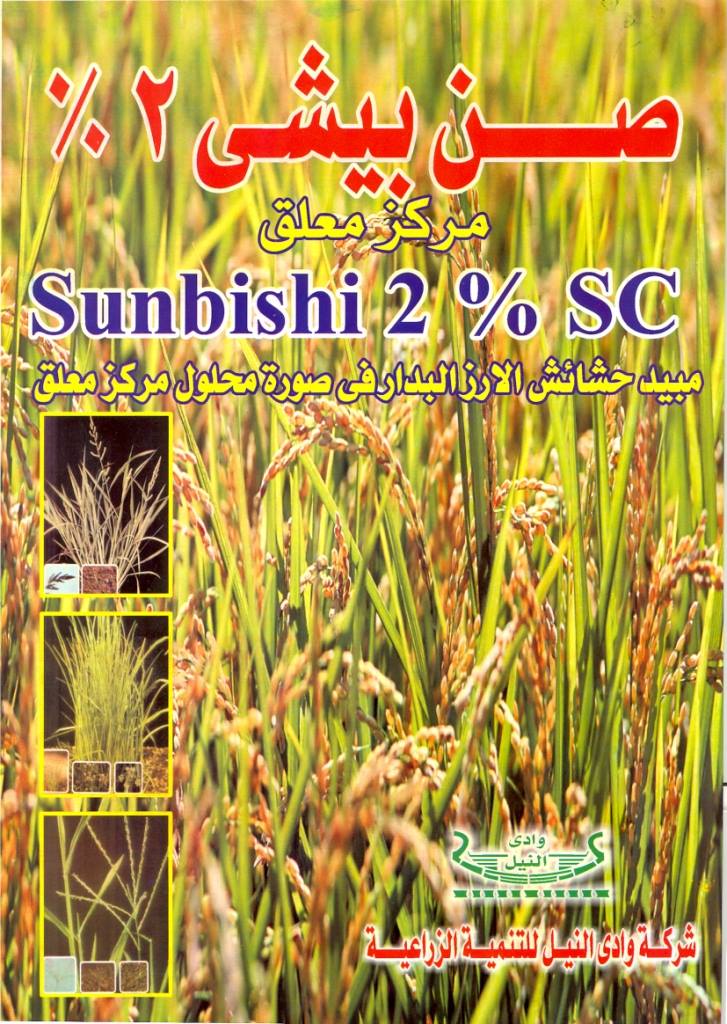 صن بيشى ٢ ٪
مركز معلق
Sunbishi 2 % SC
مبيد حشائش الارز البدار فى صورة محلول مركز معلق
وادى
النيل
شركة وادى النيل للتنمية الزراعية